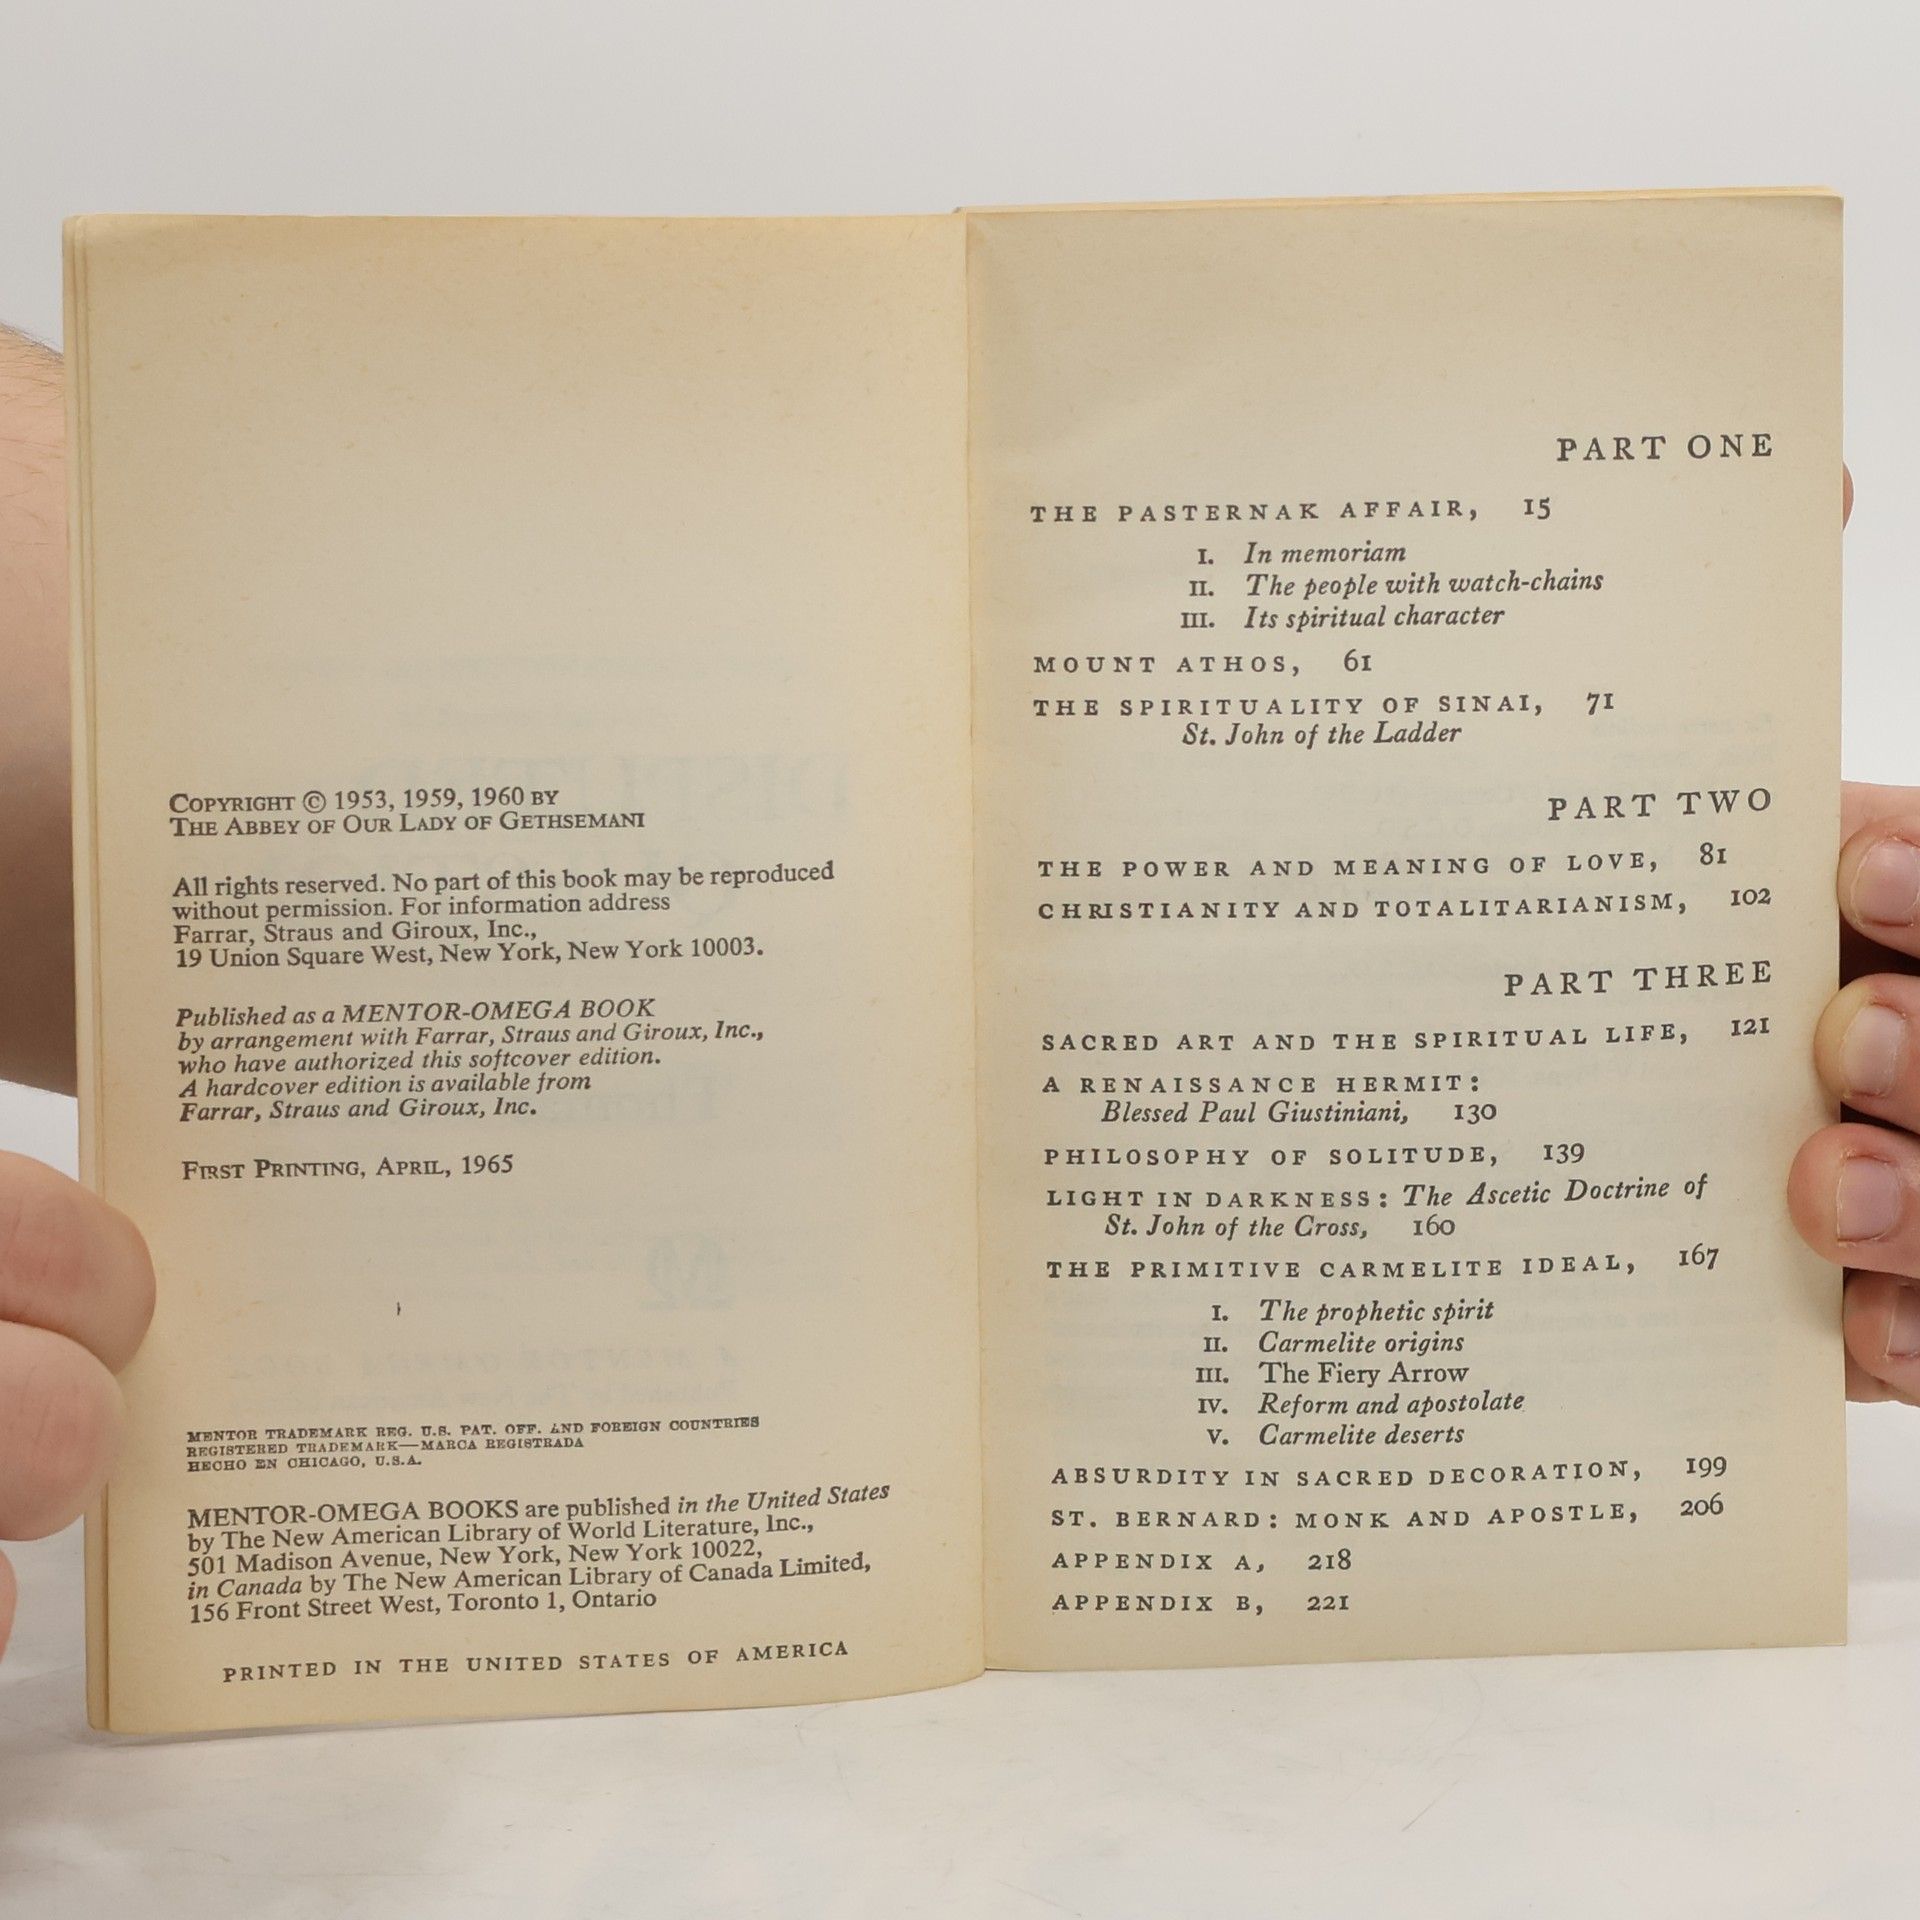 COPYRIGHT © 1953, 1959, 1960 BY
THE ABBEY OF OUR LADY OF GETHSEMANI
All rights reserved. No part of this book may be reproduced
without permission. For information address
Farrar, Straus and Giroux, Inc.,
19 Union Square West, New York, New York 10003.
Published as a MENTOR-OMEGA BOOK
by arrangement with Farrar, Straus and Giroux, Inc.,
who have authorized this softcover edition.
A hardcover edition is available from
Farrar, Straus and Giroux, Inc.
FIRST PRINTING, APRIL, 1965
MENTOR TRADEMARK REG. U.S. PAT. OFF. AND FOREIGN COUNTRIES
REGISTERED TRADEMARK—MARCA REGISTRADA
HECHO EN CHICAGO, U.S.A.
MENTOR-OMEGA BOOKS are published in the United States
by The New American Library of World Literature, Inc.,
501 Madison Avenue, New York, New York 10022,
in Canada by The New American Library of Canada Limited,
156 Front Street West, Toronto 1, Ontario
PRINTED IN THE UNITED STATES OF AMERICA
PART ONE
THE PASTERNAK AFFAIR, 15
I. In memoriam
II. The people with watch-chains
III. Its spiritual character
MOUNT ATHOS, 61
THE SPIRITUALITY OF SINAI, 71
St. John of the Ladder
PART TWO
THE POWER AND MEANING OF LOVE, 81
CHRISTIANITY AND TOTALITARIANISM, 102
PART THREE
SACRED ART AND THE SPIRITUAL LIFE, 121
A RENAISSANCE HERMIT:
Blessed Paul Giustiniani, 130
PHILOSOPHY OF SOLITUDE, 139
LIGHT IN DARKNESS: The Ascetic Doctrine of
St. John of the Cross, 160
THE PRIMITIVE CARMELITE IDEAL, 167
I. The prophetic spirit
II. Carmelite origins
III. The Fiery Arrow
IV. Reform and apostolate
V. Carmelite deserts
ABSURDITY IN SACRED DECORATION, 199
ST. BERNARD: MONK AND APOSTLE, 206
APPENDIX A, 218
APPENDIX B, 221